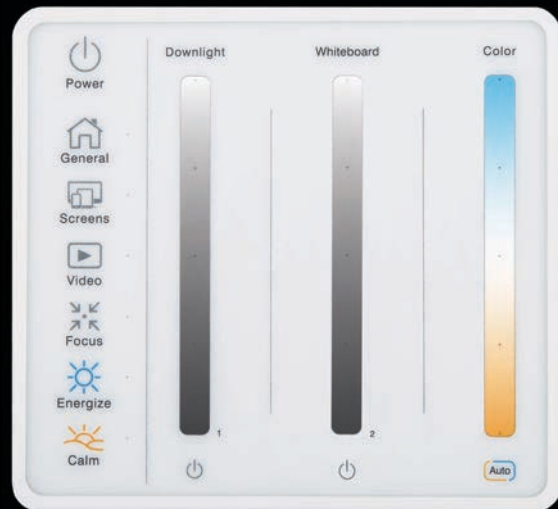 Power
General
Screens
Video
Focus
Energize
Calm
Downlight
1
Whiteboard
2
Color
Auto